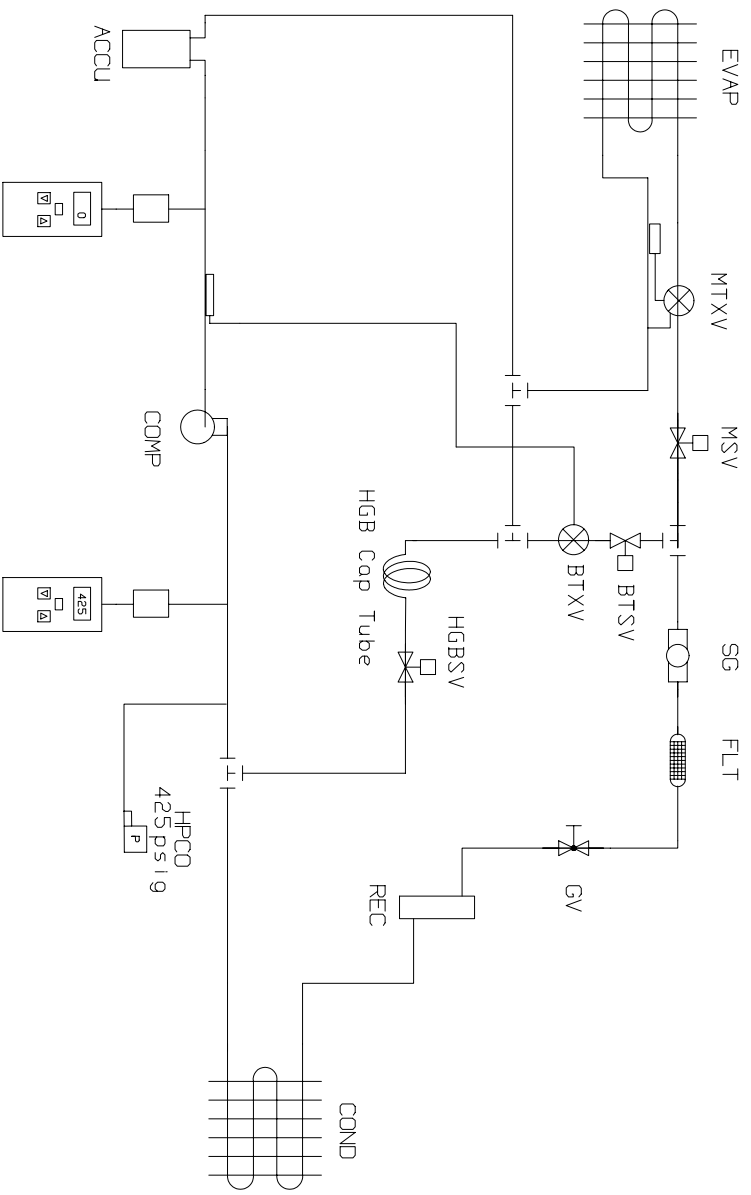 EVAP
MTXV
MSV
SG
FLT
BTSV
BTXV
GV
HGBSV
HGB Cap Tube
REC
COND
ACCU
COMP
HPCO
425psig
P
0
425